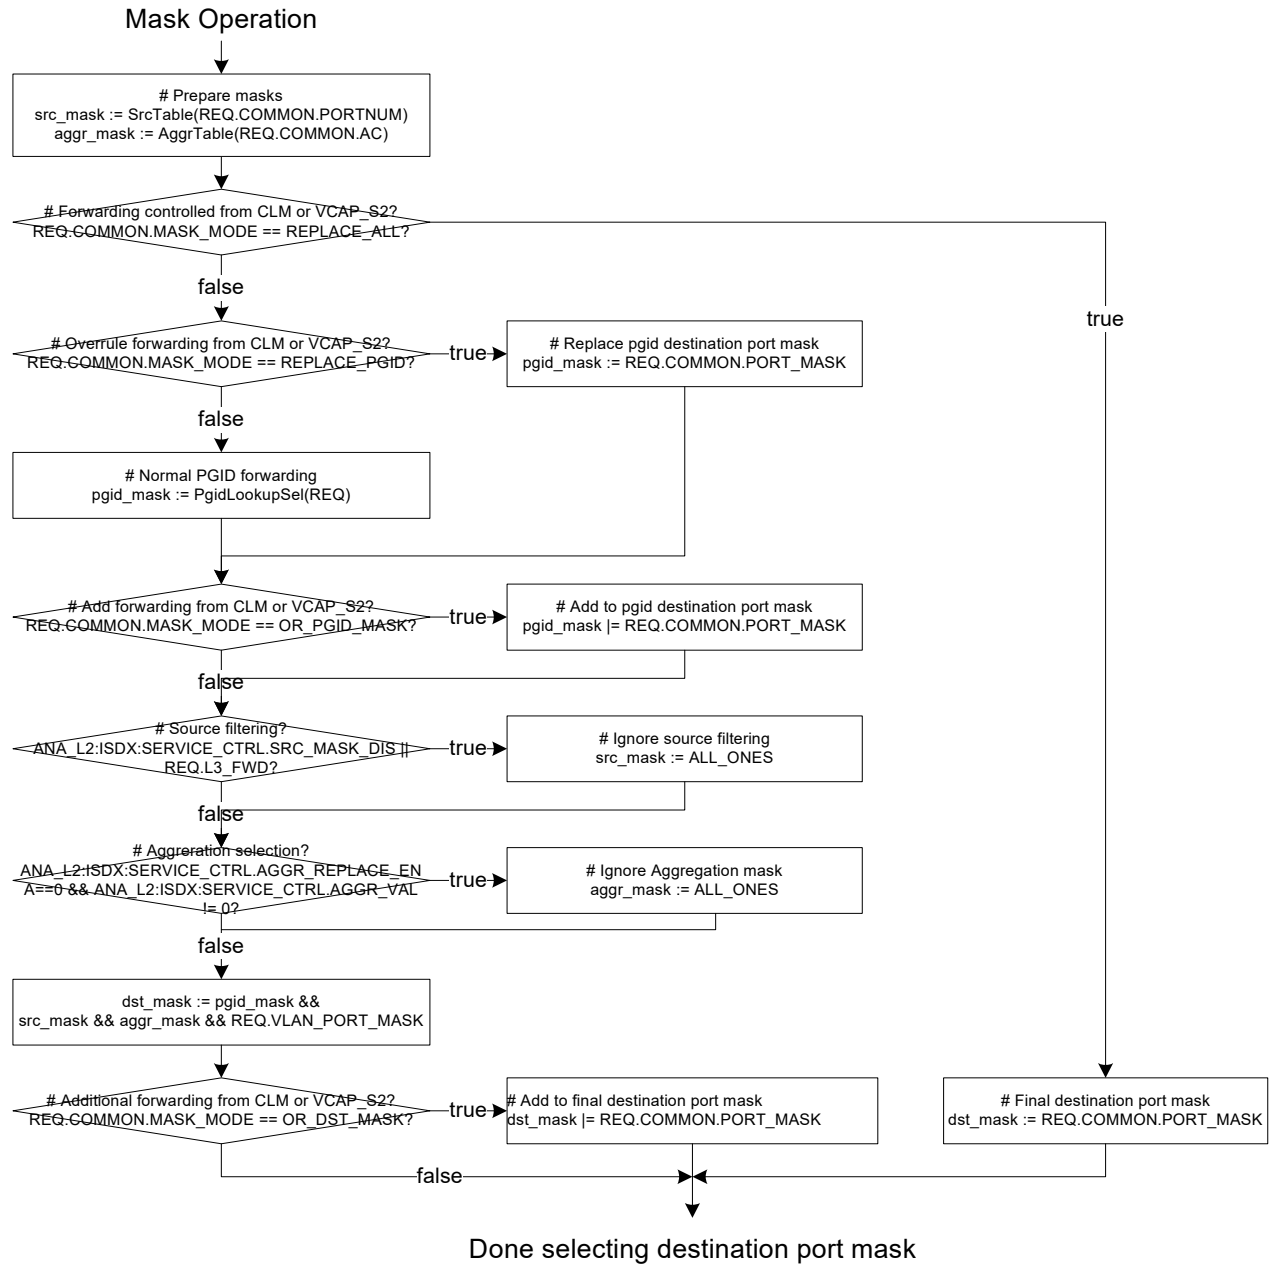 Mask Operation
# Prepare masks
src_mask := SrcTable(REQ.COMMON.PORTNUM)
aggr_mask := AggrTable(REQ.COMMON.AC)
# Forwarding controlled from CLM or VCAP_S2?
REQ.COMMON.MASK_MODE == REPLACE_ALL?
false
true
# Overrule forwarding from CLM or VCAP_S2?
REQ.COMMON.MASK_MODE == REPLACE_PGID?
true
# Replace pgid destination port mask
pgid_mask := REQ.COMMON.PORT_MASK
false
# Normal PGID forwarding
pgid_mask := PgidLookupSel(REQ)
# Add forwarding from CLM or VCAP_S2?
REQ.COMMON.MASK_MODE == OR_PGID_MASK?
true
# Add to pgid destination port mask
pgid_mask |= REQ.COMMON.PORT_MASK
false
# Source filtering?
ANA_L2:ISDX:SERVICE_CTRL.SRC_MASK_DIS ||
REQ.L3_FWD?
true
# Ignore source filtering
src_mask := ALL_ONES
false
# Aggreration selection?
ANA_L2:ISDX:SERVICE_CTRL.AGGR_REPLACE_EN
A==0 && ANA_L2:ISDX:SERVICE_CTRL.AGGR_VAL
!= 0?
true
# Ignore Aggregation mask
aggr_mask := ALL_ONES
false
dst_mask := pgid_mask &&
src_mask && aggr_mask && REQ.VLAN_PORT_MASK
# Additional forwarding from CLM or VCAP_S2?
REQ.COMMON.MASK_MODE == OR_DST_MASK?
true
# Add to final destination port mask
dst_mask |= REQ.COMMON.PORT_MASK
# Final destination port mask
dst_mask := REQ.COMMON.PORT_MASK
false
Done selecting destination port mask